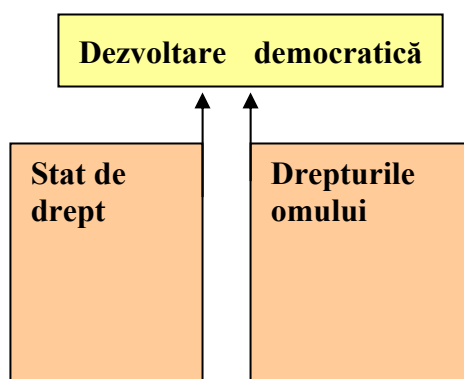 Dezvoltare democratică
Stat de
drept
Drepturile
omului